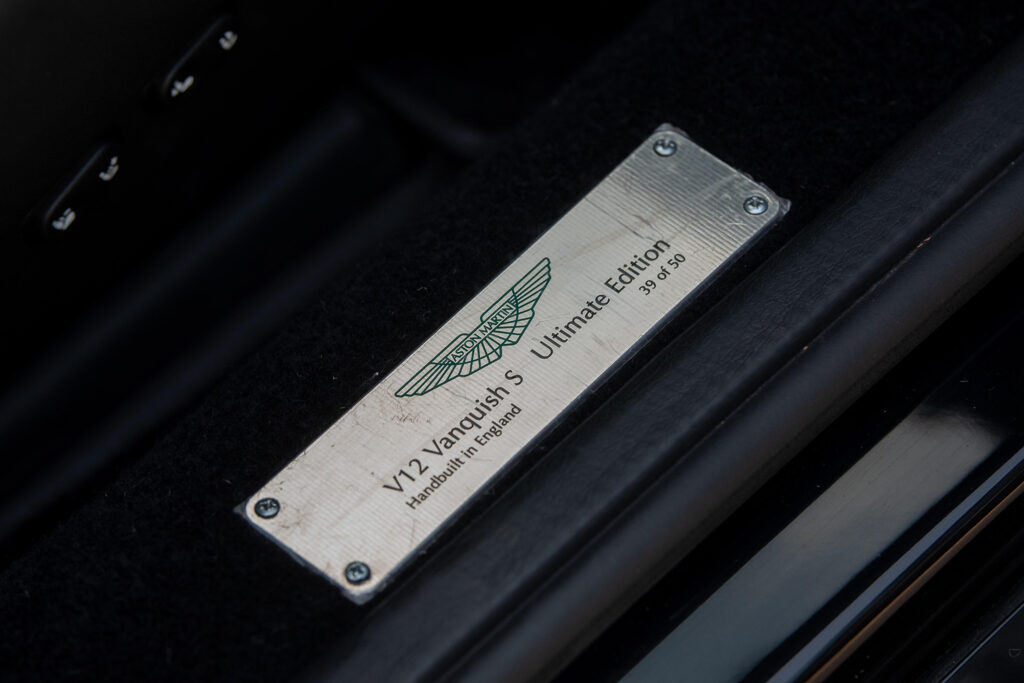 ASTON MARTIN
V12 Vanquish S Ultimate Edition
Handbuilt in England 39 of 50